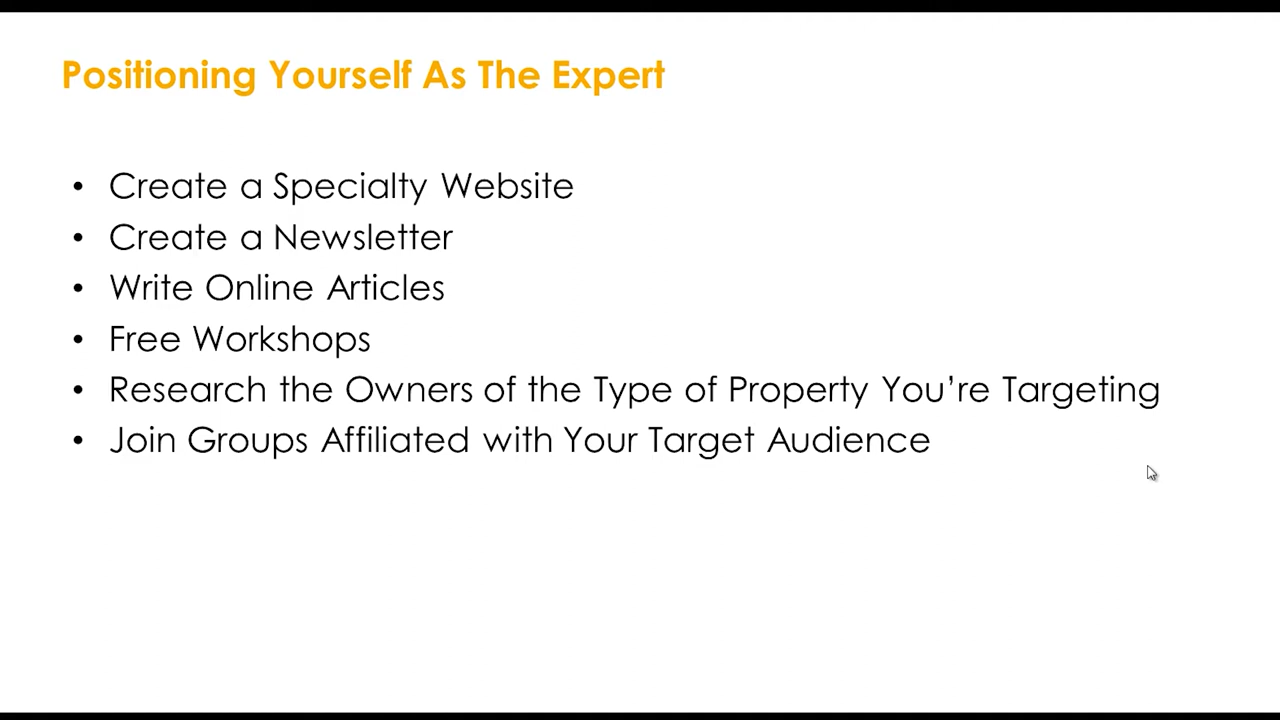 Positioning Yourself As The Expert
• Create a Specialty Website
• Create a Newsletter
• Write Online Articles
• Free Workshops
• Research the Owners of the Type of Property You’re Targeting
• Join Groups Affiliated with Your Target Audience